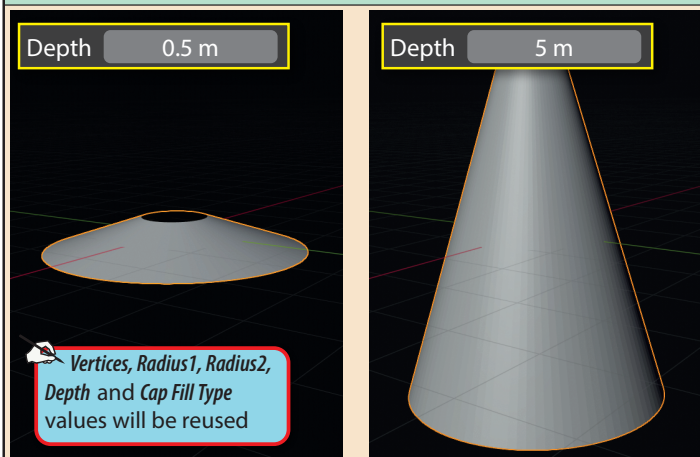 Depth 0.5 m
Depth 5 m
Vertices, Radius1, Radius2,
Depth and Cap Fill Type
values will be reused